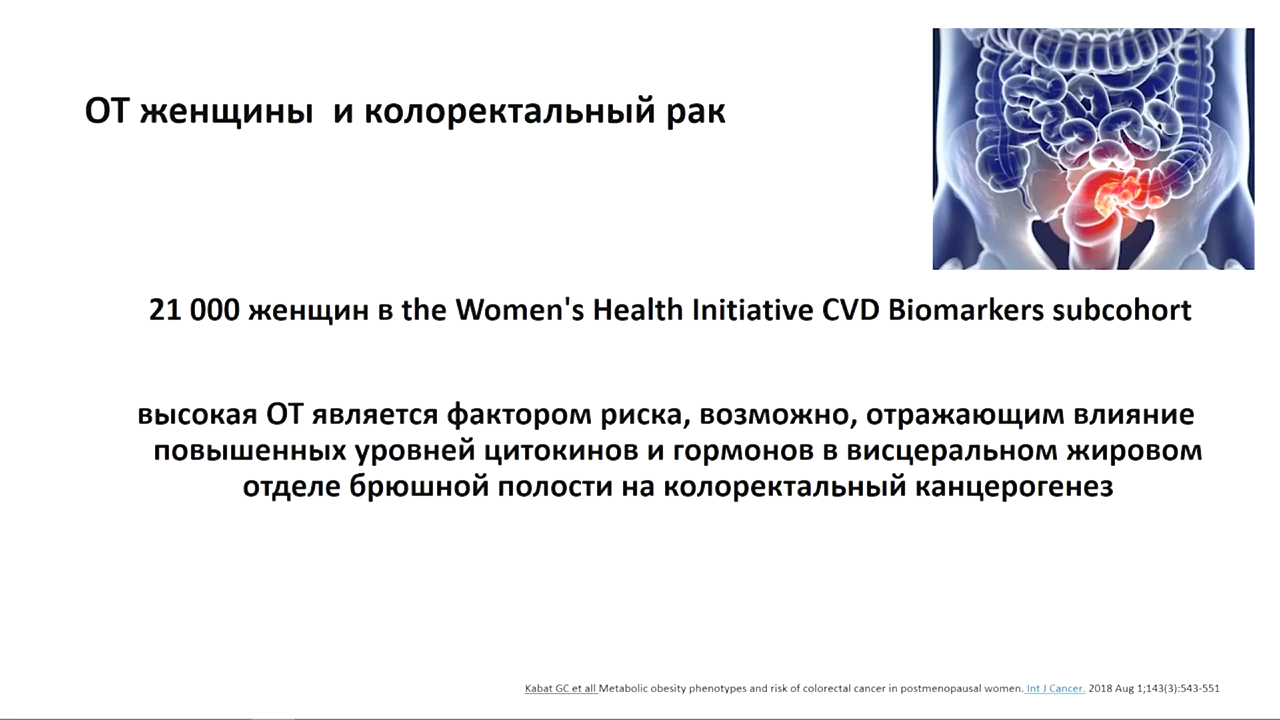 ОТ женщины и колоректальный рак
21 000 женщин в the Women's Health Initiative CVD Biomarkers subcohort
высокая ОТ является фактором риска, возможно, отражающим влияние
повышенных уровней цитокинов и гормонов в висцеральном жировом
отделе брюшной полости на колоректальный канцерогенез
Kabat GC et all Metabolic obesity phenotypes and risk of colorectal cancer in postmenopausal women. Int J Cancer. 2018 Aug 1;143(3):543-551